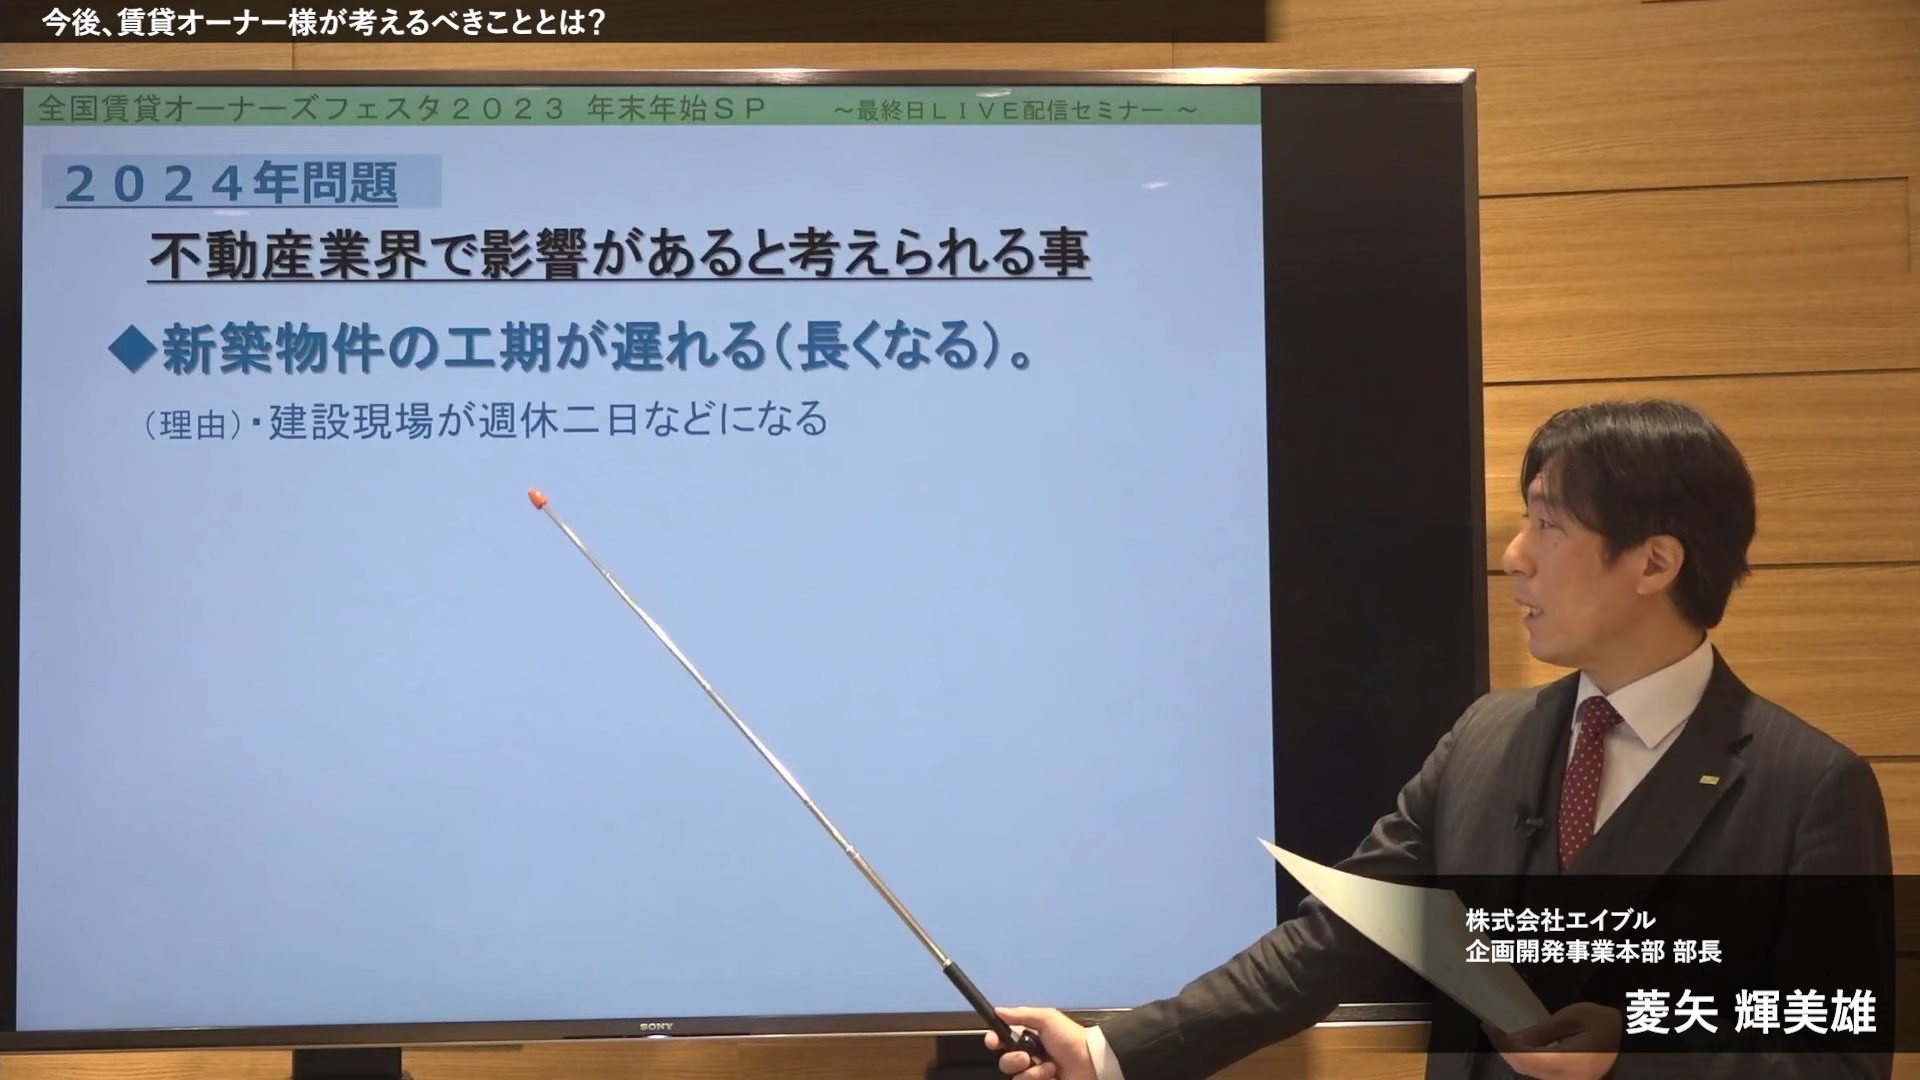 今後、賃貸オーナー様が考えるべきこととは?
全国賃貸オーナーズフェスタ2023 年末年始SP ～最終日LIVE配信セミナー ～
2024年問題
不動産業界で影響があると考えられる事
◆新築物件の工期が遅れる(長くなる)。
(理由)・建設現場が週休二日などになる
SONY
株式会社エイブル
企画開発事業本部 部長
菱矢 輝美雄